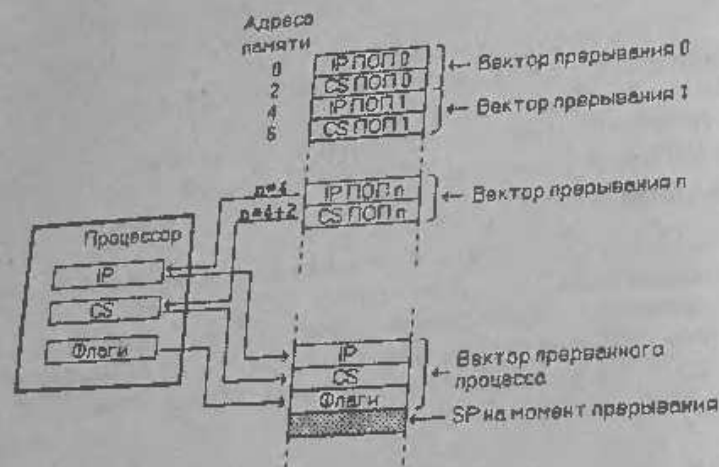 Адреса
памяти
0
2
4
6
IP ПОП 0
CS ПОП 0
IP ПОП 1
CS ПОП 1
Вектор прерывания 0
Вектор прерывания 1
n*4
n*4+2
IP ПОП n
CS ПОП n
Вектор прерывания n
Процессор
IP
CS
Флаги
IP
CS
Флаги
Вектор прерванного
процесса
SP на момент прерывания